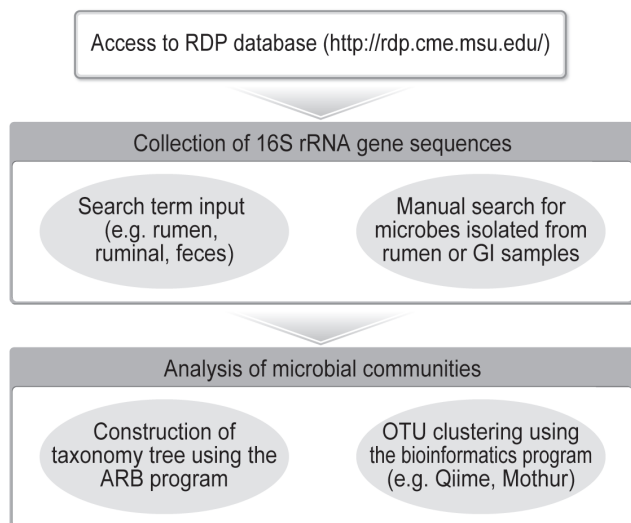 Access to RDP database (http://rdp.cme.msu.edu/)
Collection of 16S rRNA gene sequences
Search term input
(e.g. rumen,
ruminal, feces)
Manual search for
microbes isolated from
rumen or GI samples
Analysis of microbial communities
Construction of
taxonomy tree using the
ARB program
OTU clustering using
the bioinformatics program
(e.g. Qiime, Mothur)